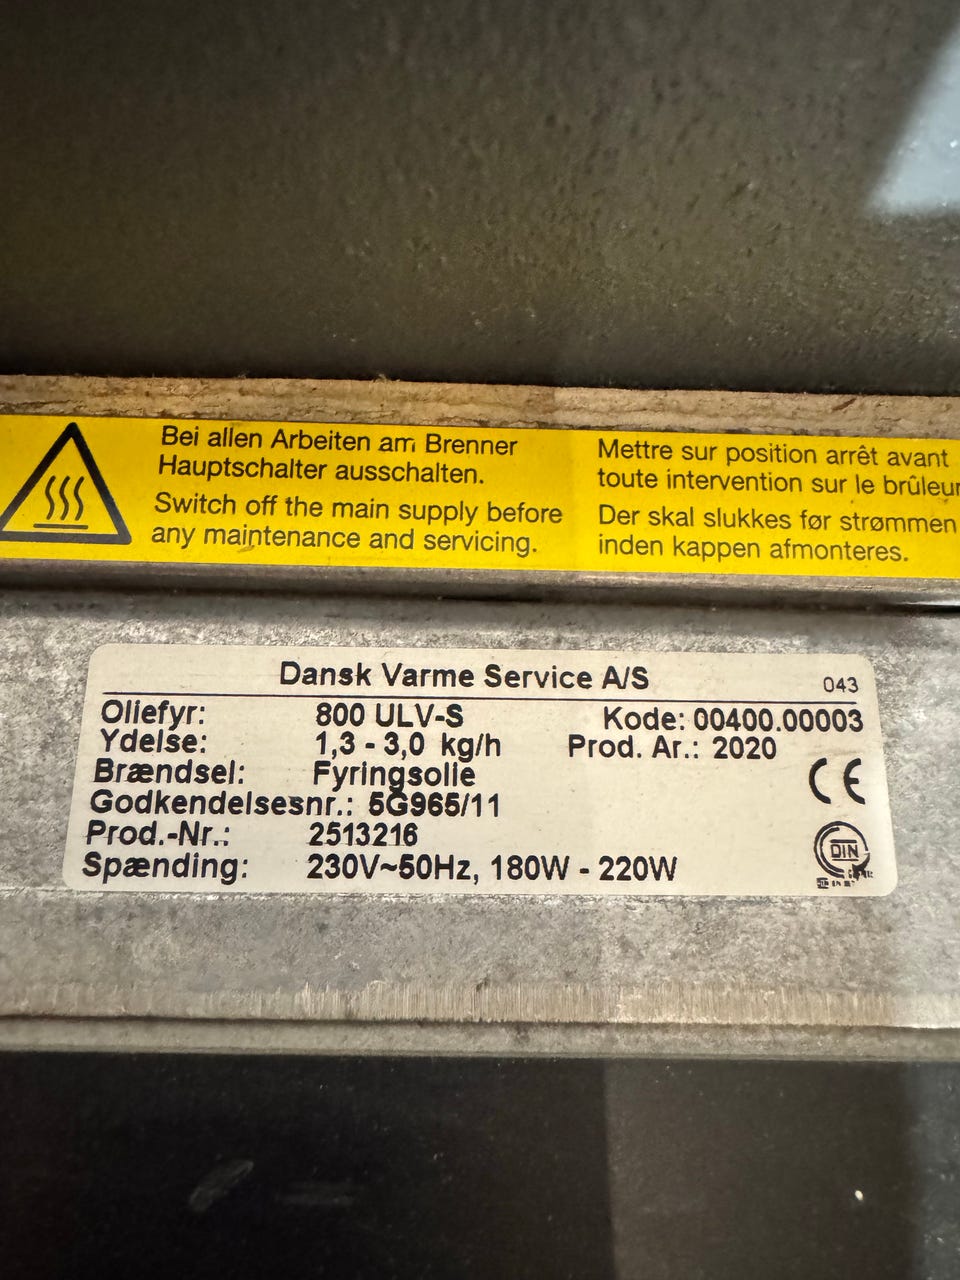 Bei allen Arbeiten am Brenner
Hauptschalter ausschalten.
Switch off the main supply before
any maintenance and servicing.
Mettre sur position arrêt avant
toute intervention sur le brûleur
Der skal slukkes før strømmen
inden kappen afmonteres.
Dansk Varme Service A/S
043
Oliefyr: 800 ULV-S Kode: 00400.00003
Ydelse: 1,3 - 3,0 kg/h Prod. Ar.: 2020
Brændsel: Fyringsolie
Godkendelsesnr.: 5G965/11
Prod.-Nr.: 2513216
Spænding: 230V~50Hz, 180W - 220W
CE
DIN